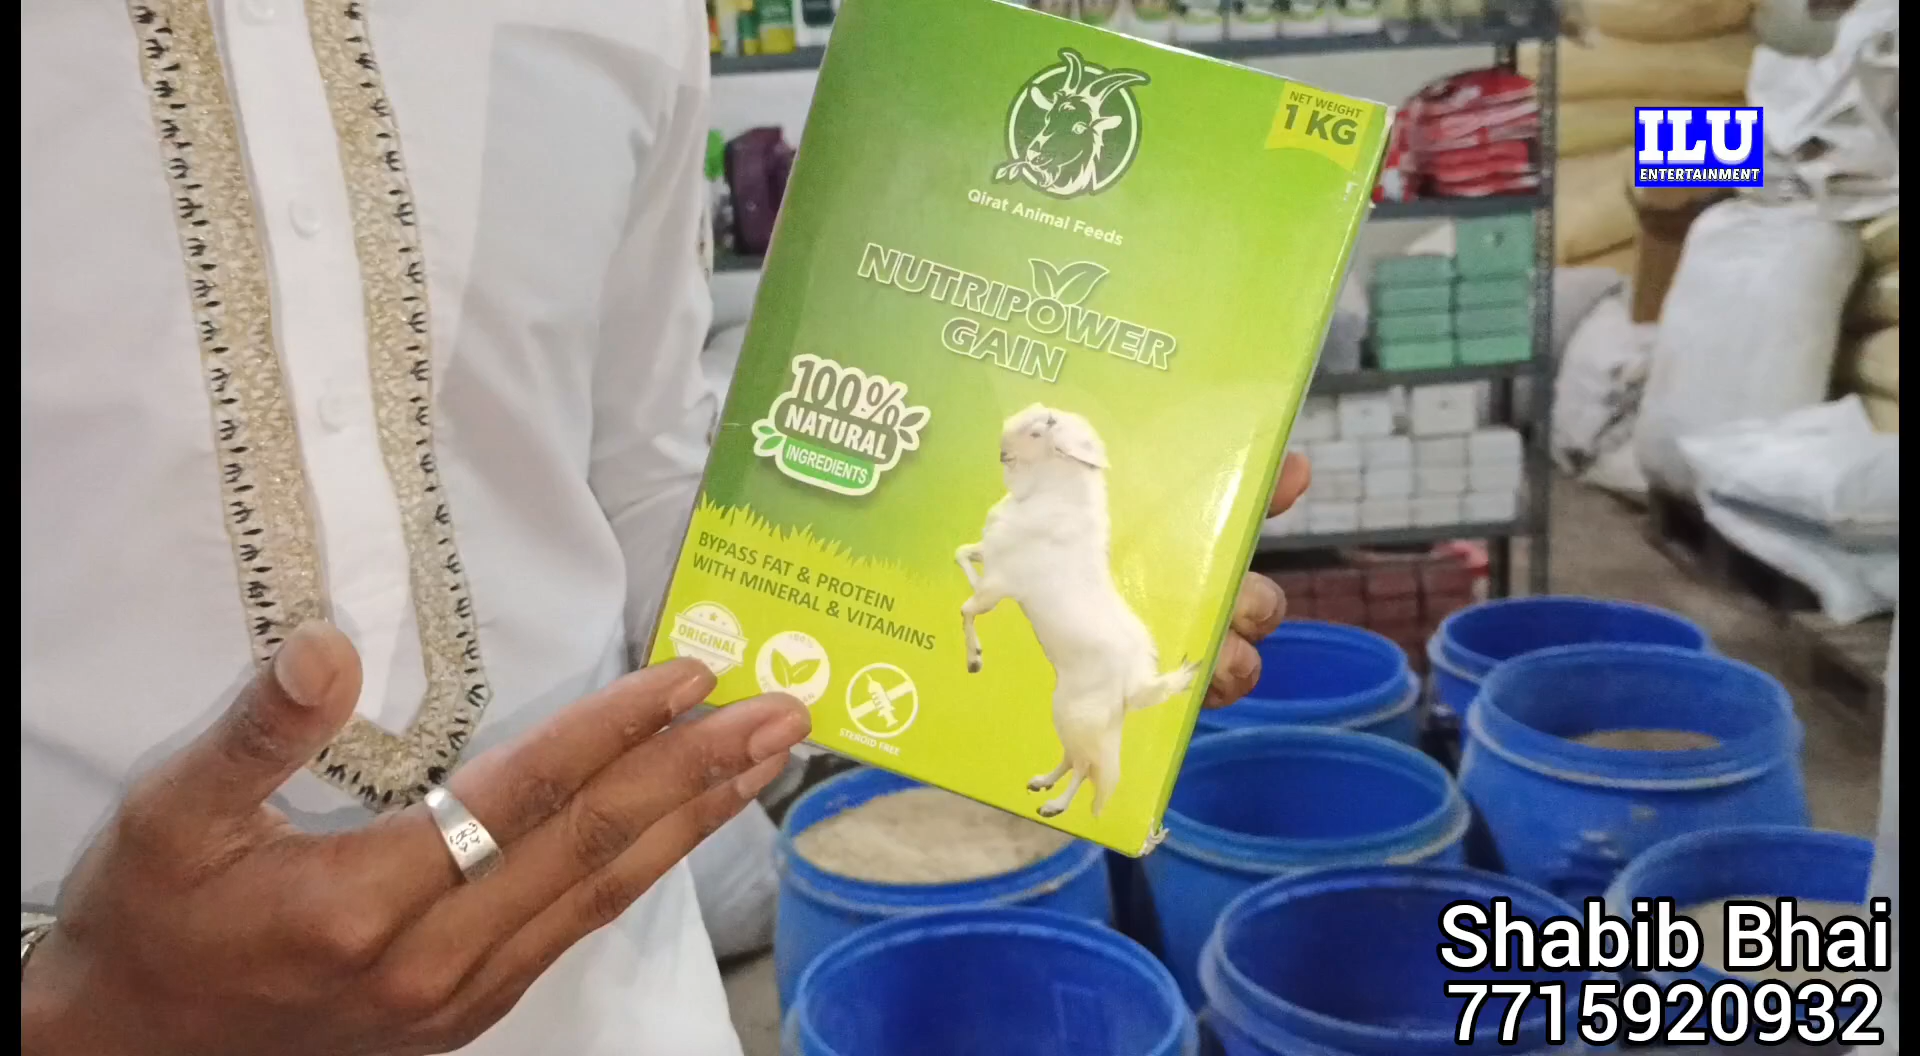 ILU
ENTERTAINMENT
NET WEIGHT
1 KG
Qirat Animal Feeds
NUTRIPOWER
GAIN
100%
NATURAL
INGREDIENTS
BYPASS FAT & PROTEIN
WITH MINERAL & VITAMINS
ORIGINAL
100%
STEROID FREE
Shabib Bhai
7715920932